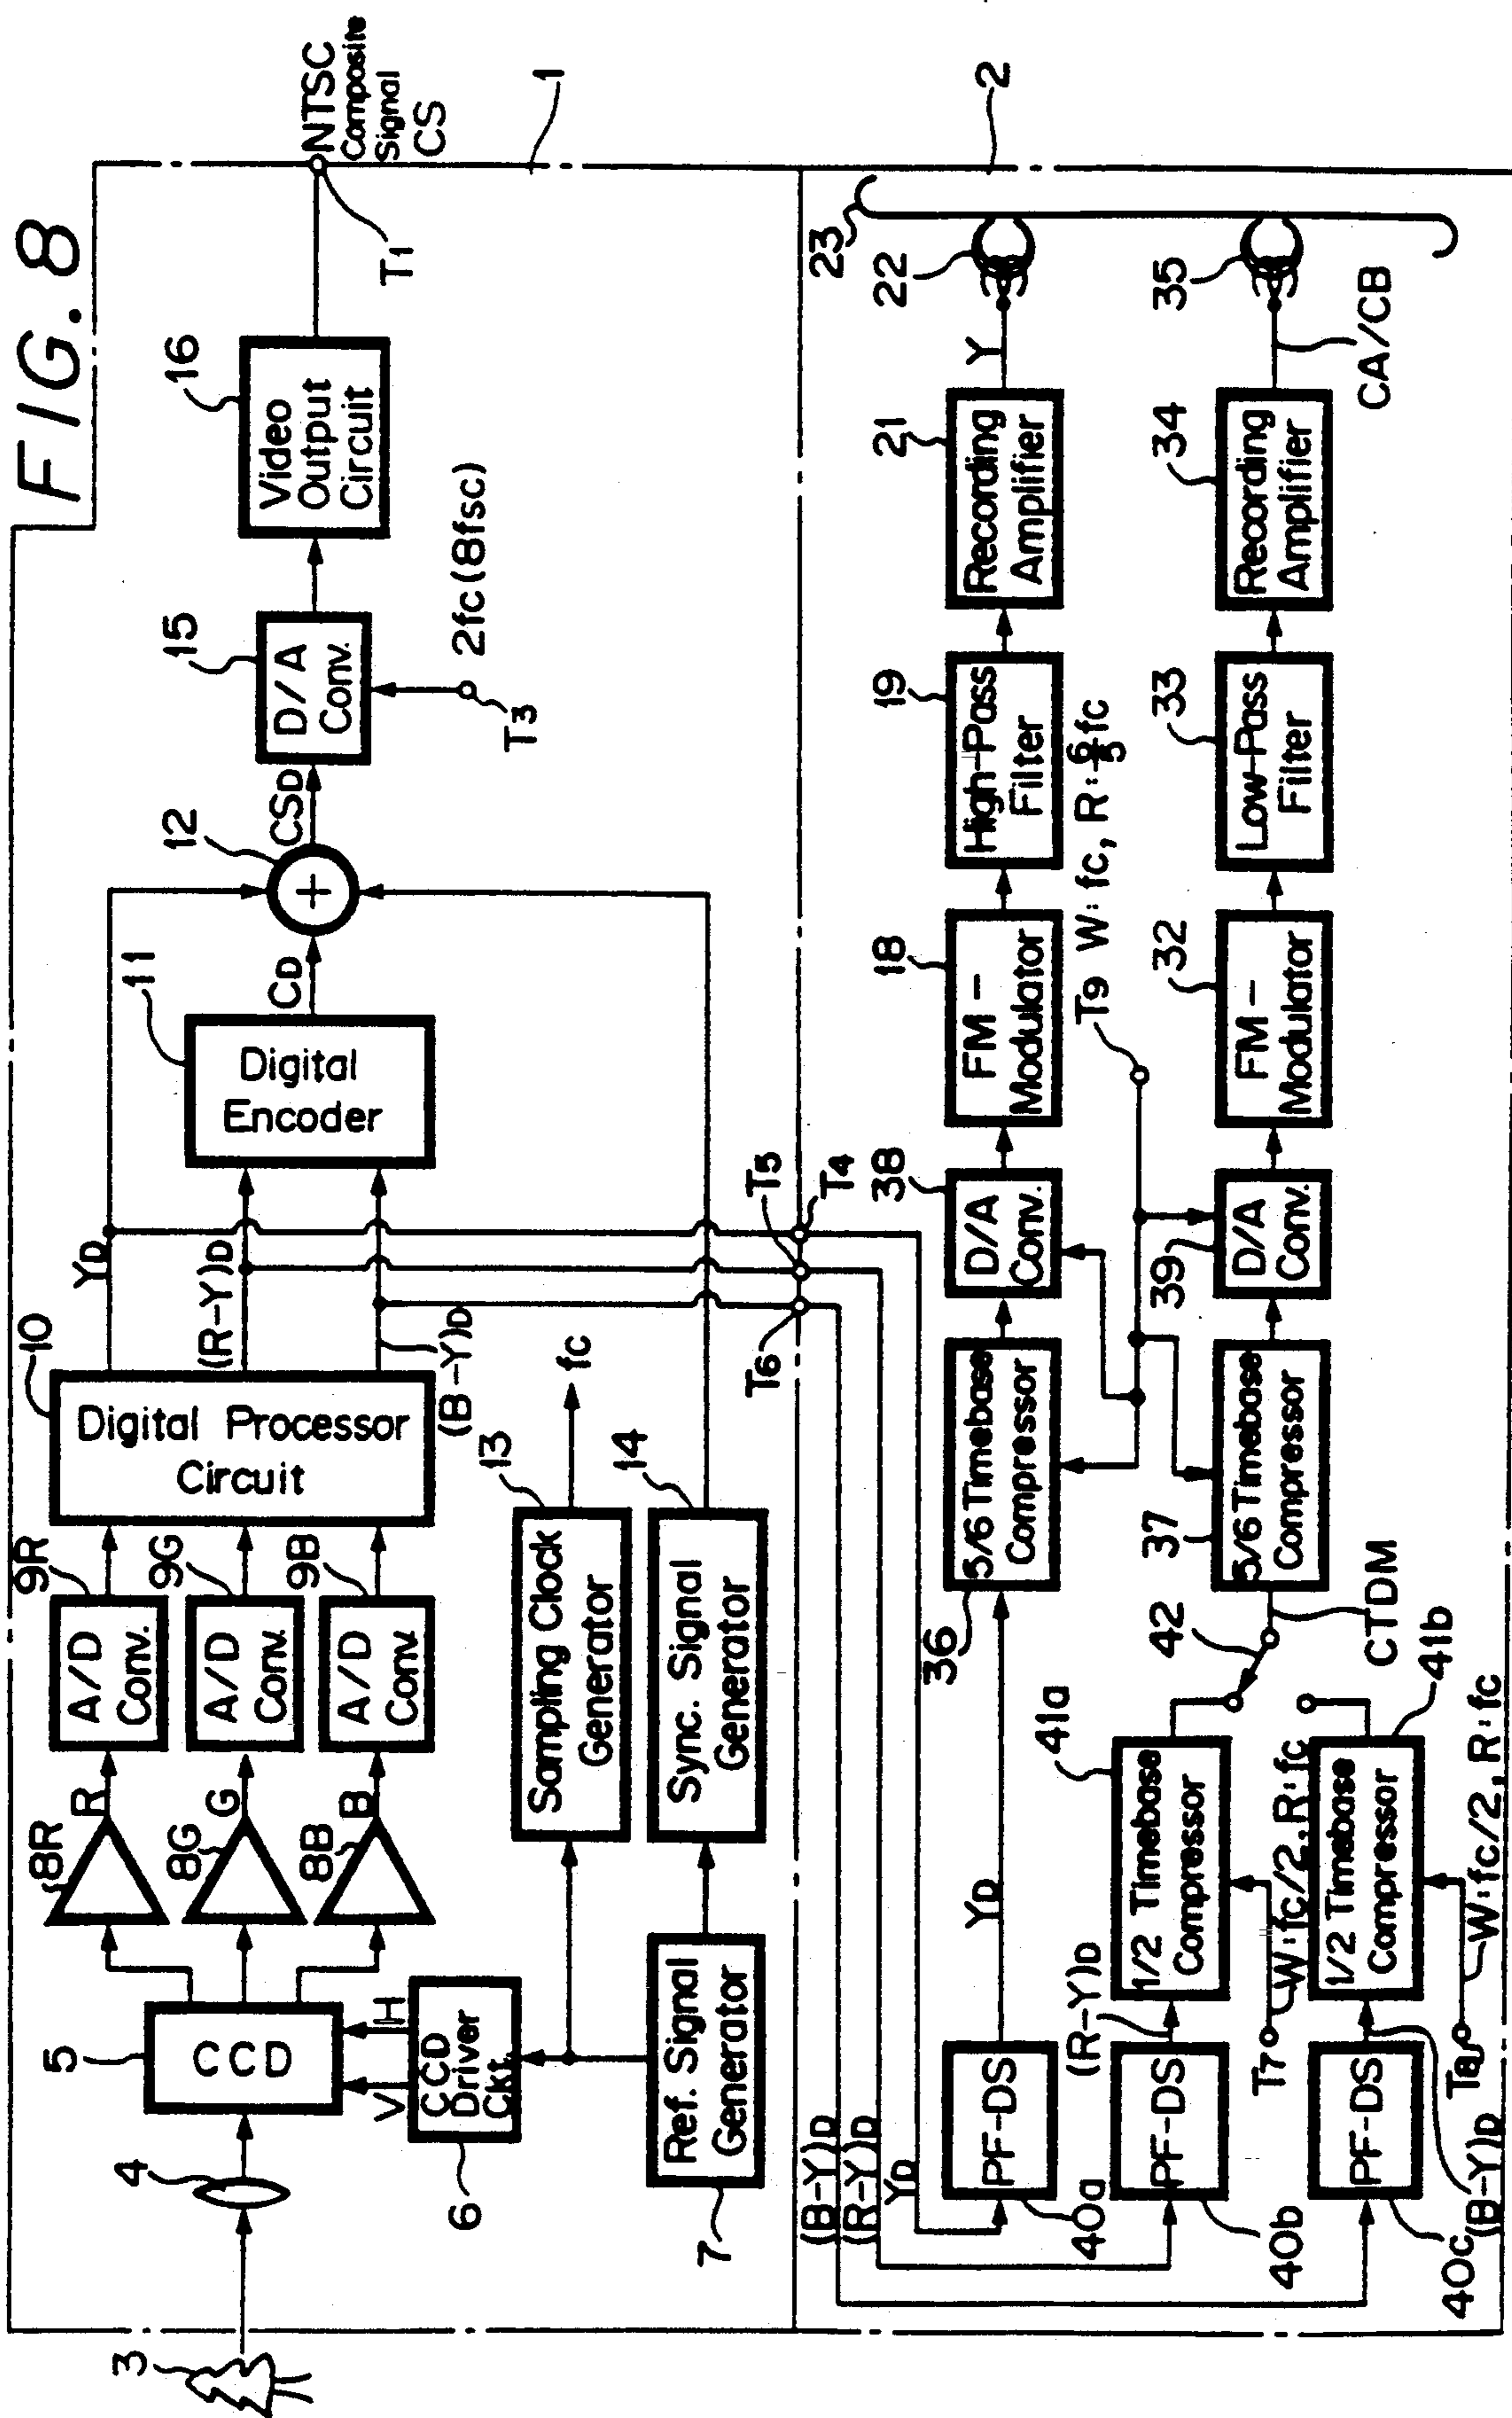 FIG. 8
3
4
5
CCD
V
H
CCD
Driver
Ckt.
6
Ref. Signal
Generator
7
8R
R
8G
G
8B
B
9R
A/D
Conv.
9G
A/D
Conv.
9B
A/D
Conv.
10
Digital Processor
Circuit
YD
(R-Y)D
(B-Y)D
11
Digital
Encoder
CD
12
+
CSD
13
Sampling Clock
Generator
fc
14
Sync. Signal
Generator
15
D/A
Conv.
2fc(8fsc)
T3
16
Video
Output
Circuit
T1
NTSC
Composite
Signal
CS
1
T6
T5
T4
2
(B-Y)D
(R-Y)D
YD
PF-DS
40a
YD
36
5/6 Timebase
Compressor
38
D/A
Conv.
18
FM-
Modulator
19
High-Pass
Filter
21
Recording
Amplifier
Y
22
23
T9 W:fc, R:6/5fc
PF-DS
40b
(R-Y)D
41a
1/2 Timebase
Compressor
T7
W:fc/2,R:fc
42
CTDM
PF-DS
40c
(B-Y)D
1/2 Timebase
Compressor
41b
T8
W:fc/2,R:fc
37
5/6 Timebase
Compressor
39
D/A
Conv.
32
FM-
Modulator
33
Low-Pass
Filter
34
Recording
Amplifier
35
CA/CB